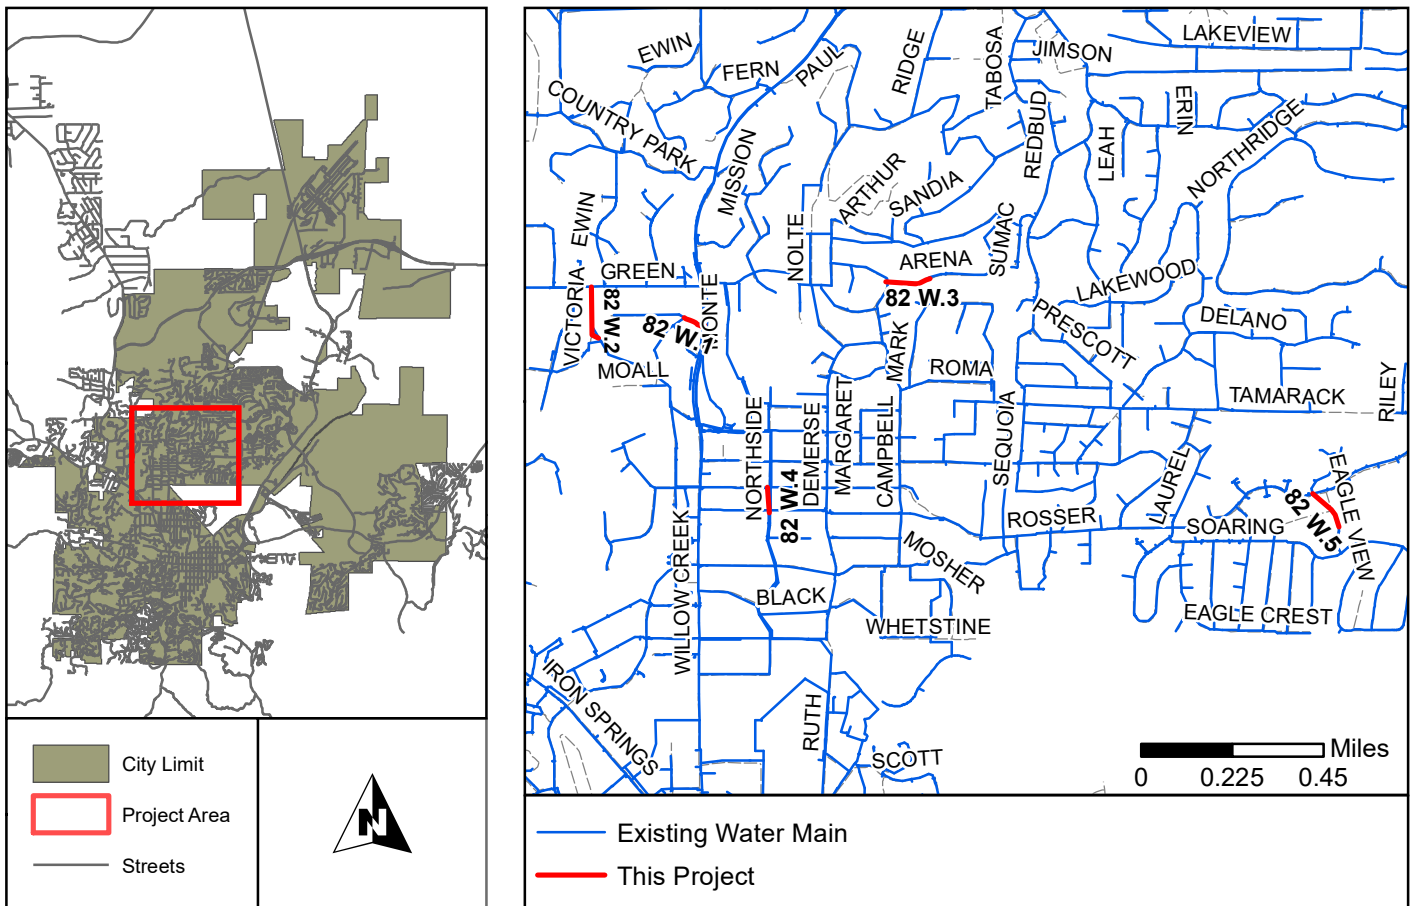 City Limit
Project Area
Streets
N
EWIN
FERN
PAUL
RIDGE
TABOSA
JIMSON
LAKEVIEW
COUNTRY PARK
MISSION
REDBUD
LEAH
ERIN
NORTHRIDGE
ARTHUR
SANDIA
EWIN
NOLTE
SUMAC
GREEN
ARENA
LAKEWOOD
VICTORIA
82 W.2
82 W.1
MONTE
82 W.3
PRESCOTT
DELANO
MOALL
MARK
ROMA
TAMARACK
RILEY
NORTHSIDE
DEMERSE
MARGARET
CAMPBELL
SEQUOIA
LAUREL
82 W.4
ROSSER
SOARING
82 W.5
EAGLE VIEW
WILLOW CREEK
MOSHER
BLACK
WHETSTINE
EAGLE CREST
IRON SPRINGS
RUTH
SCOTT
Miles
0 0.225 0.45
Existing Water Main
This Project